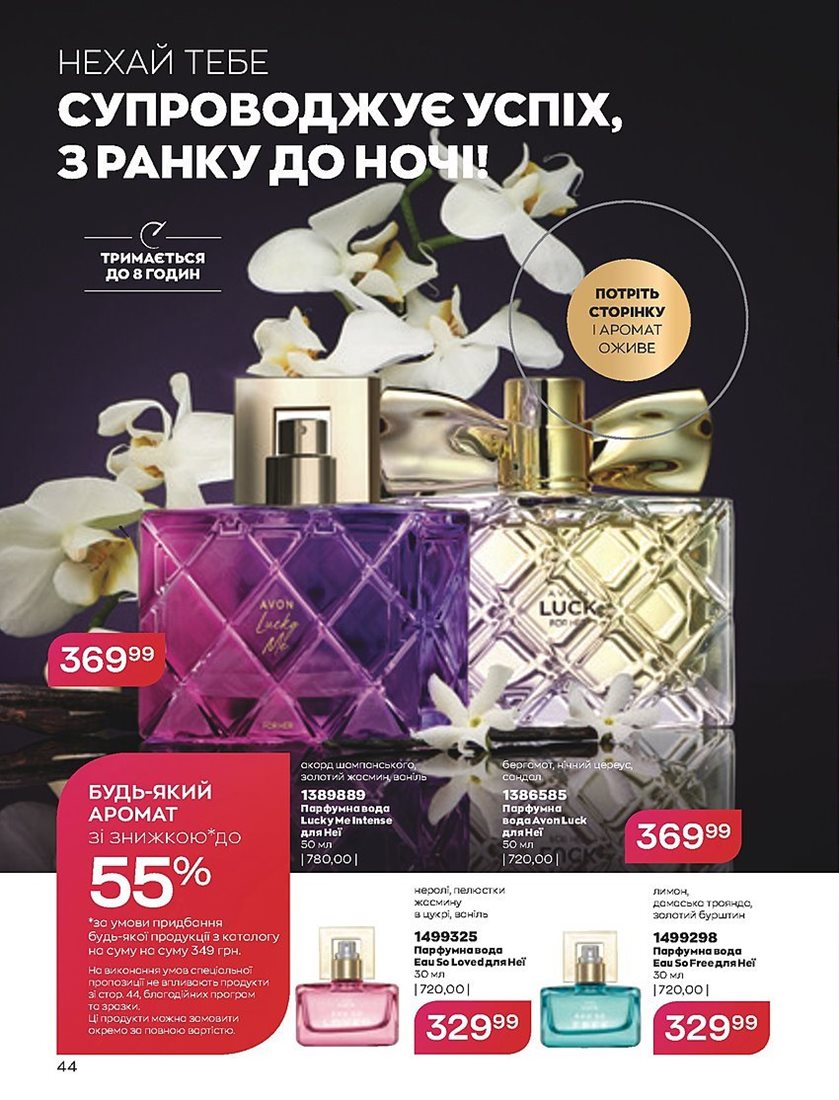 НЕХАЙ ТЕБЕ
СУПРОВОДЖУЄ УСПІХ,
З РАНКУ ДО НОЧІ!
ТРИМАЄТЬСЯ
ДО 8 ГОДИН
ПОТРІТЬ
СТОРІНКУ
І АРОМАТ
ОЖИВЕ
AVON
Lucky
Me
FOR HER
AVON
LUCK
FOR HER
369⁹⁹
БУДЬ-ЯКИЙ
АРОМАТ
ЗІ ЗНИЖКОЮ*ДО
55%
*за умови придбання
будь-якої продукції з каталогу
на суму на суму 349 грн.
На виконання умов спеціальної
пропозиції не впливають продукти
зі стор. 44, благодійних програм
та зразки.
Ці продукти можна замовити
окремо за повною вартістю.
акорд шампанського,
золотий жасмин, ваніль
1389889
Парфумна вода
Lucky Me Intense
для Неї
50 мл
|780,00|
бергамот, нічний цереус,
сандал
1386585
Парфумна
вода Avon Luck
для Неї
50 мл
|720,00|
369⁹⁹
неролі, пелюстки
жасмину
в цукрі, ваніль
1499325
Парфумна вода
Eau So Loved для Неї
30 мл
|720,00|
329⁹⁹
лимон,
дамаська троянда,
золотий бурштин
1499298
Парфумна вода
Eau So Free для Неї
30 мл
|720,00|
329⁹⁹
44